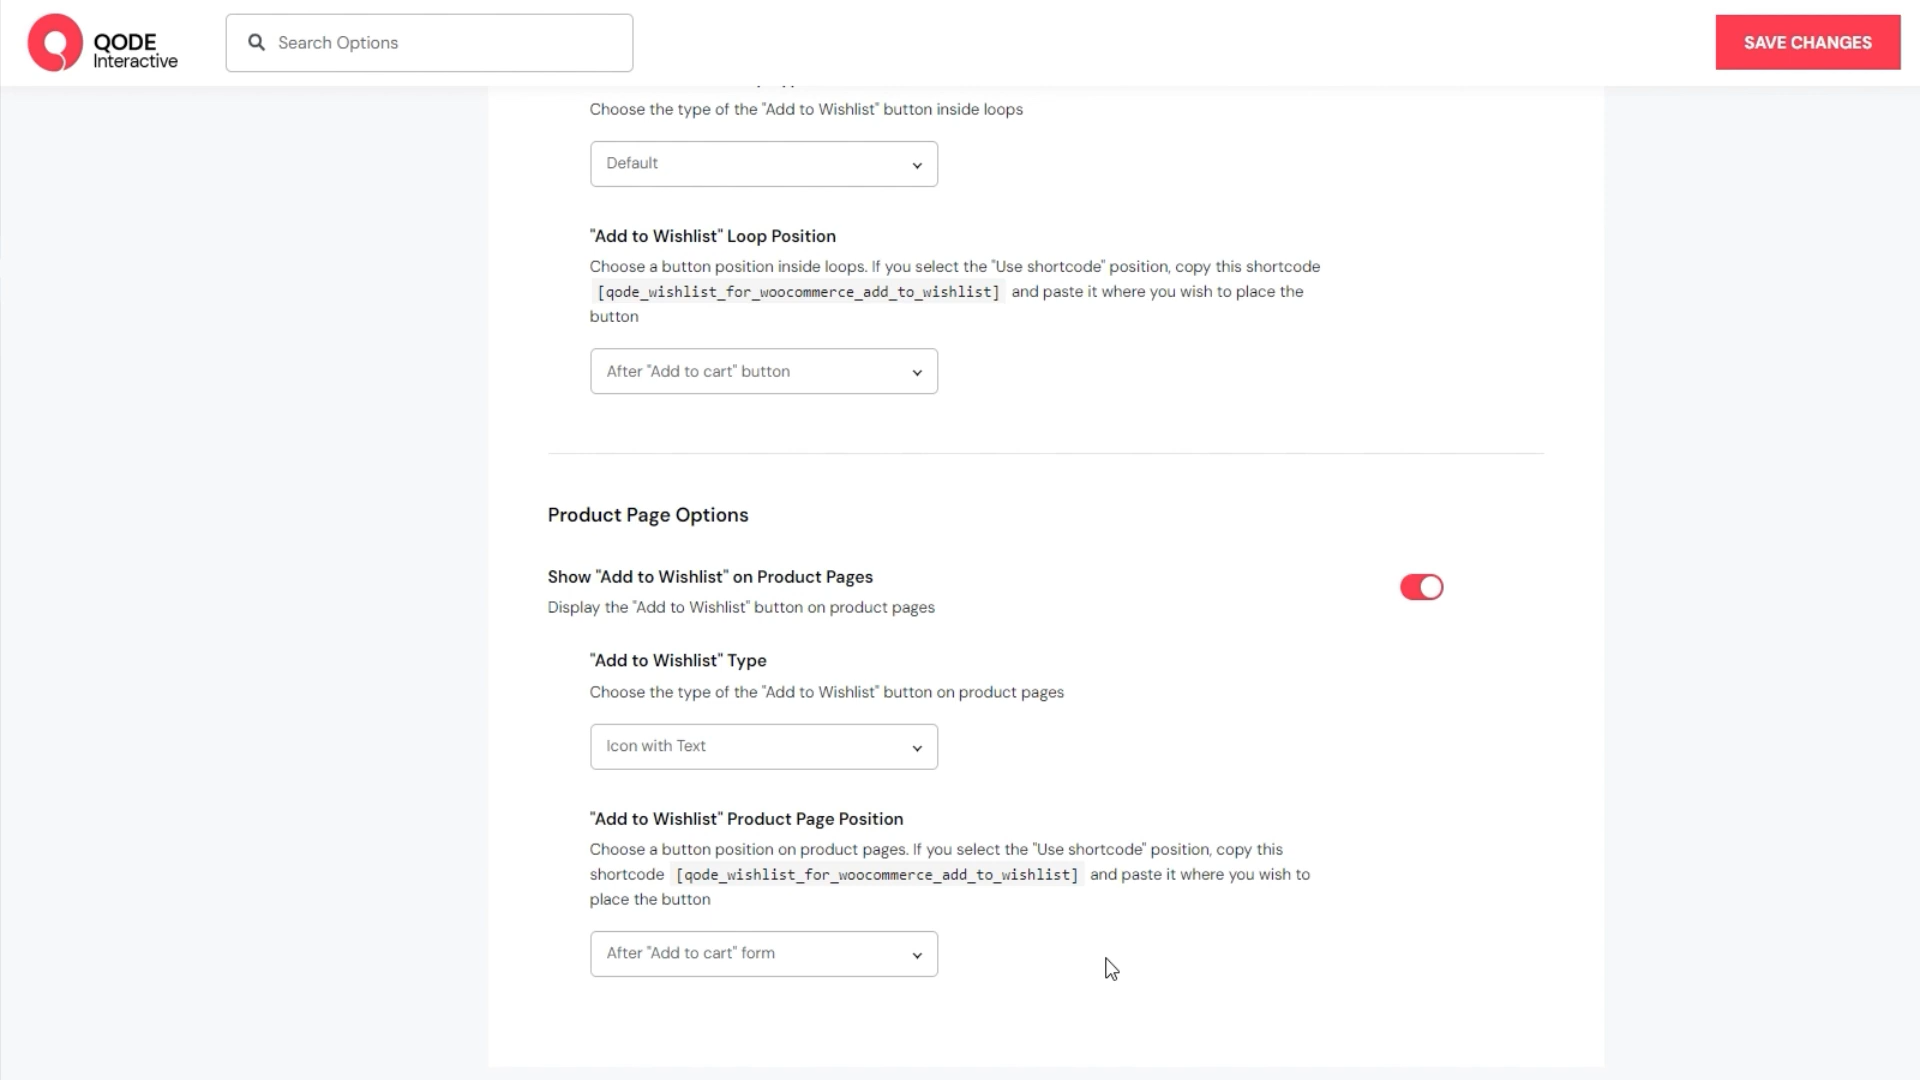 QODE
Interactive
Search Options
SAVE CHANGES
Choose the type of the "Add to Wishlist" button inside loops
Default
"Add to Wishlist" Loop Position
Choose a button position inside loops. If you select the "Use shortcode" position, copy this shortcode
[qode_wishlist_for_woocommerce_add_to_wishlist] and paste it where you wish to place the
button
After "Add to cart" button
Product Page Options
Show "Add to Wishlist" on Product Pages
Display the "Add to Wishlist" button on product pages
"Add to Wishlist" Type
Choose the type of the "Add to Wishlist" button on product pages
Icon with Text
"Add to Wishlist" Product Page Position
Choose a button position on product pages. If you select the "Use shortcode" position, copy this
shortcode [qode_wishlist_for_woocommerce_add_to_wishlist] and paste it where you wish to
place the button
After "Add to cart" form